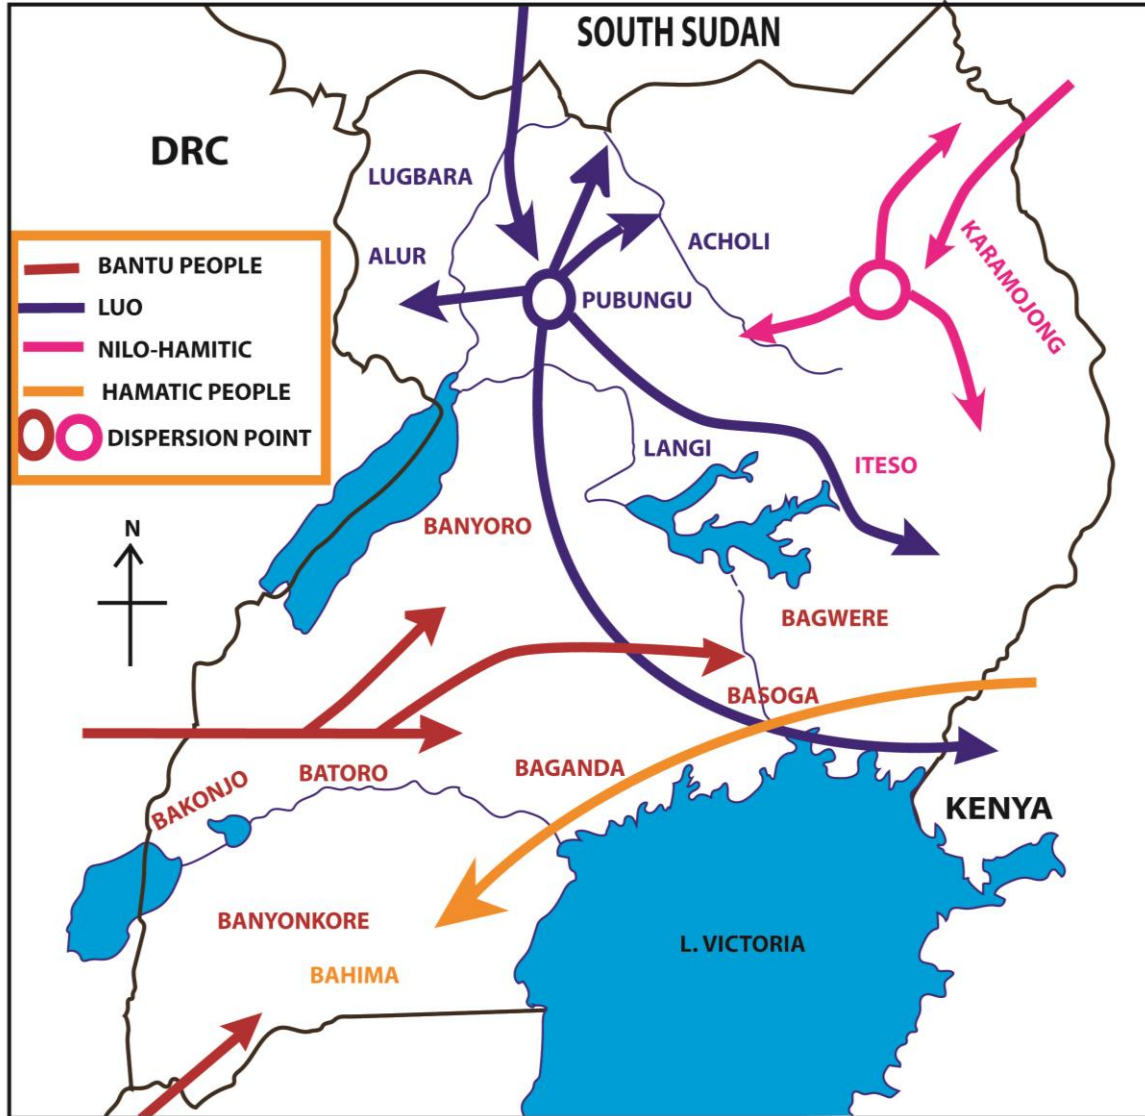 SOUTH SUDAN
DRC
LUGBARA
ALUR
ACHOLI
KARAMOJONG
PUBUNGU
BANTU PEOPLE
LUO
NILO-HAMITIC
HAMATIC PEOPLE
DISPERSION POINT
LANGI
ITESO
BANYORO
N
BAGWERE
BASOGA
BATORO
BAGANDA
BAKONJO
KENYA
BANYONKORE
L. VICTORIA
BAHIMA